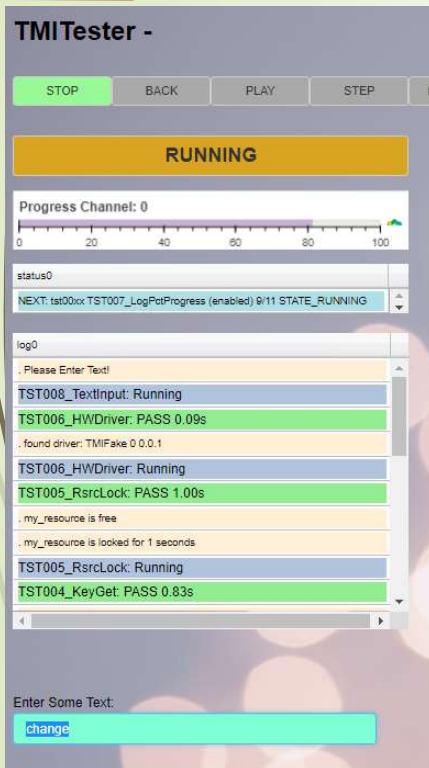 TMITester -
STOP BACK PLAY STEP
RUNNING
Progress Channel: 0
0 20 40 60 80 100
status0
NEXT: tst00xx TST007_LogPctProgress (enabled) 9/11 STATE_RUNNING
log0
. Please Enter Text!
TST008_TextInput: Running
TST006_HWDriver: PASS 0.09s
. found driver: TMIFake 0 0.0.1
TST006_HWDriver: Running
TST005_RsrcLock: PASS 1.00s
. my_resource is free
. my_resource is locked for 1 seconds
TST005_RsrcLock: Running
TST004_KeyGet: PASS 0.83s
Enter Some Text:
change